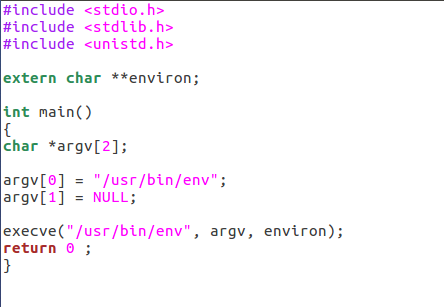 #include <stdio.h>
#include <stdlib.h>
#include <unistd.h>
extern char **environ;
int main()
{
char *argv[2];
argv[0] = "/usr/bin/env";
argv[1] = NULL;
execve("/usr/bin/env", argv, environ);
return 0 ;
}